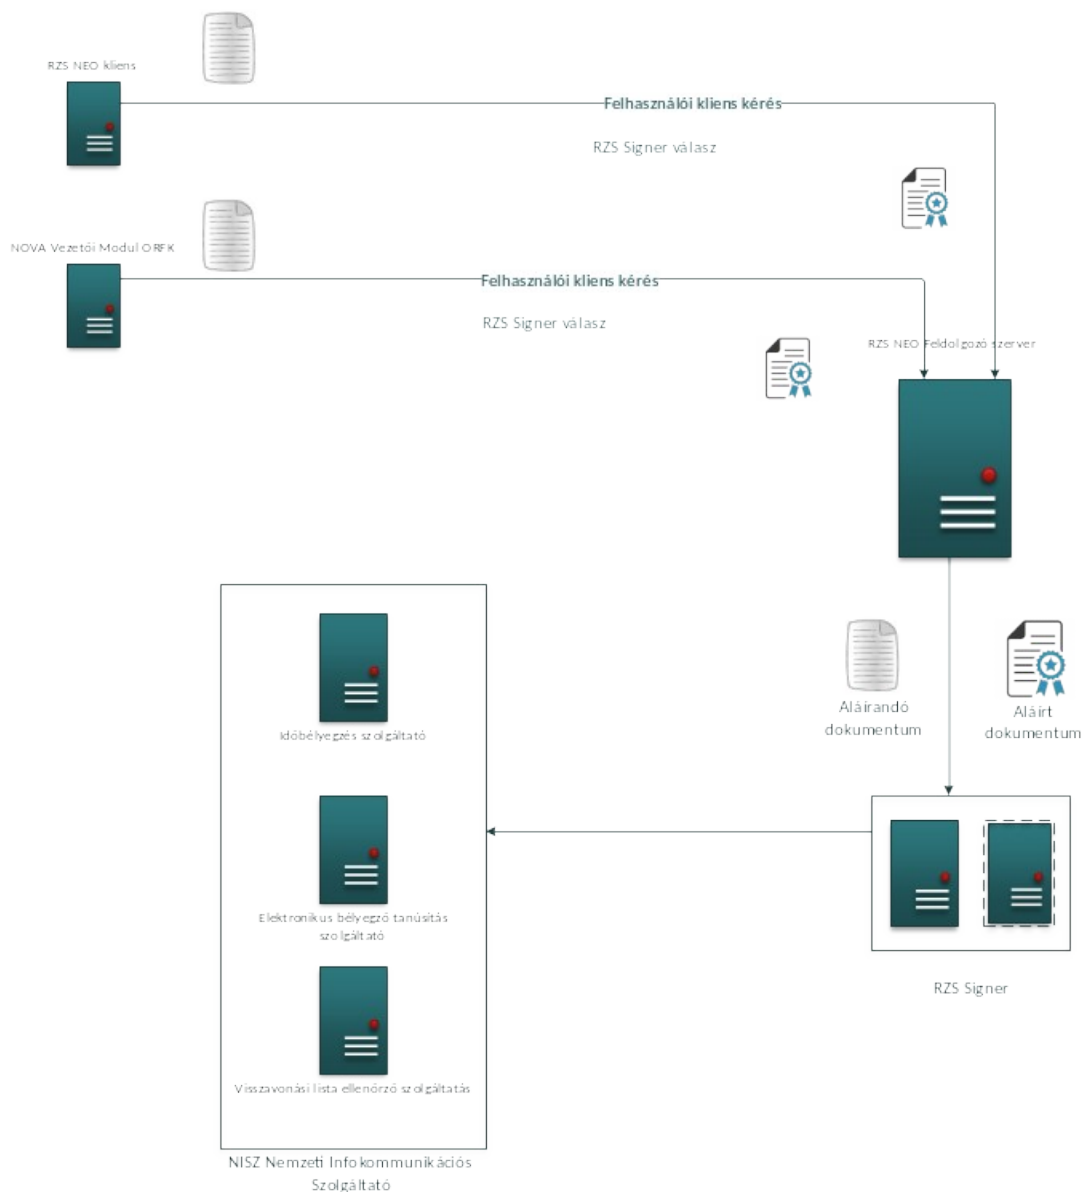 RZS NEO kliens
Felhasználói kliens kérés
RZS Signer válasz
NOVA Vezetői Modul ORFK
Felhasználói kliens kérés
RZS Signer válasz
RZS NEO Feldolgozó szerver
Időbélyegzés szolgáltató
Aláírandó
dokumentum
Aláírt
dokumentum
Elektronikus bélyegző tanúsítás
szolgáltató
RZS Signer
Visszavonási lista ellenőrző szolgáltatás
NISZ Nemzeti Infokommunikációs
Szolgáltató